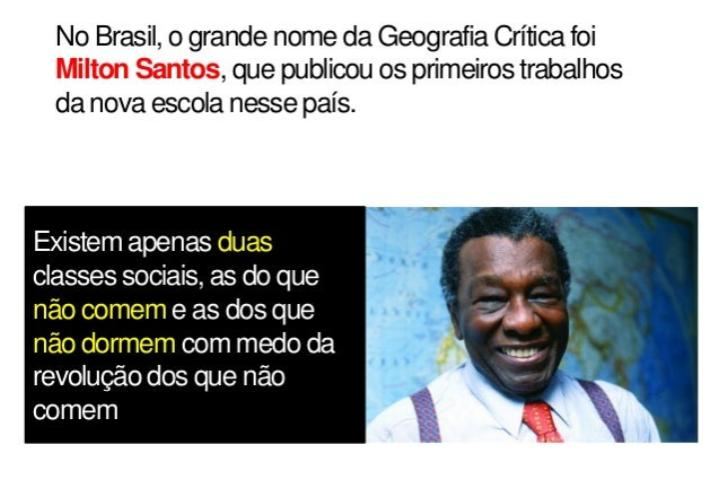 No Brasil, o grande nome da Geografia Crítica foi
Milton Santos, que publicou os primeiros trabalhos
da nova escola nesse país.
Existem apenas duas
classes sociais, as do que
não comem e as dos que
não dormem com medo da
revolução dos que não
comem